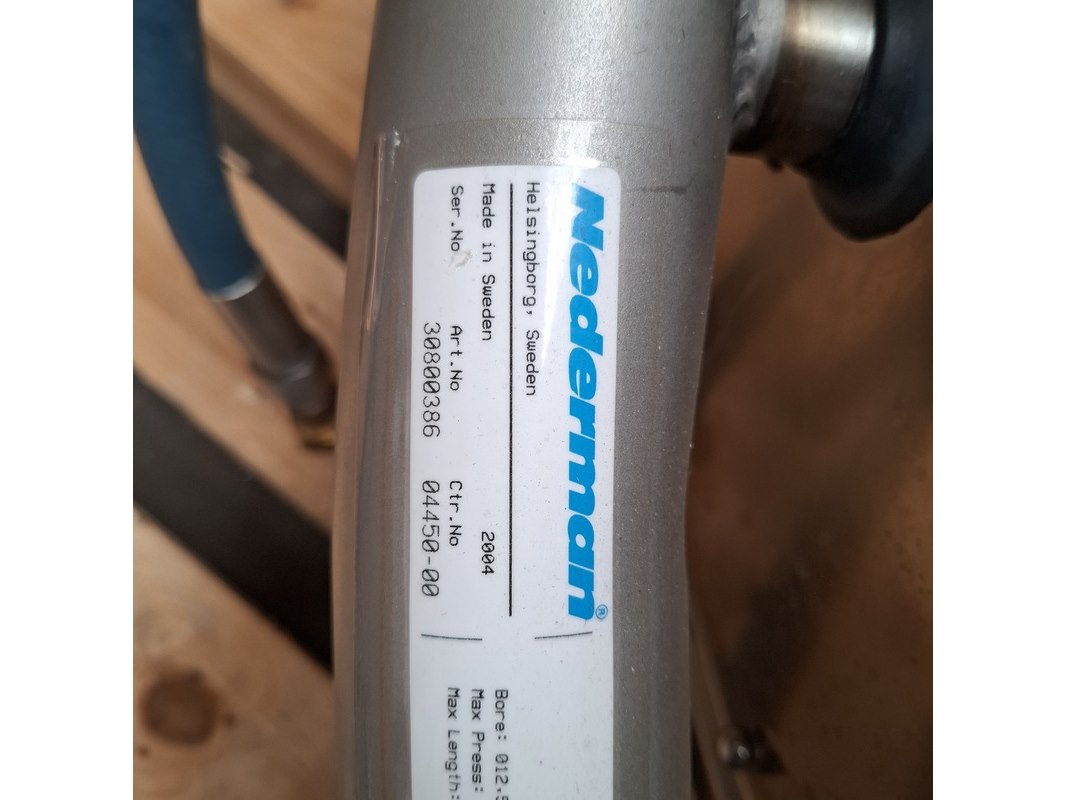 Nederman®
Helsingborg, Sweden
Made in Sweden 2004
Ser.No Art.No Ctr.No
30800386 04450-00
Bore:
Max Press:
Max Length: